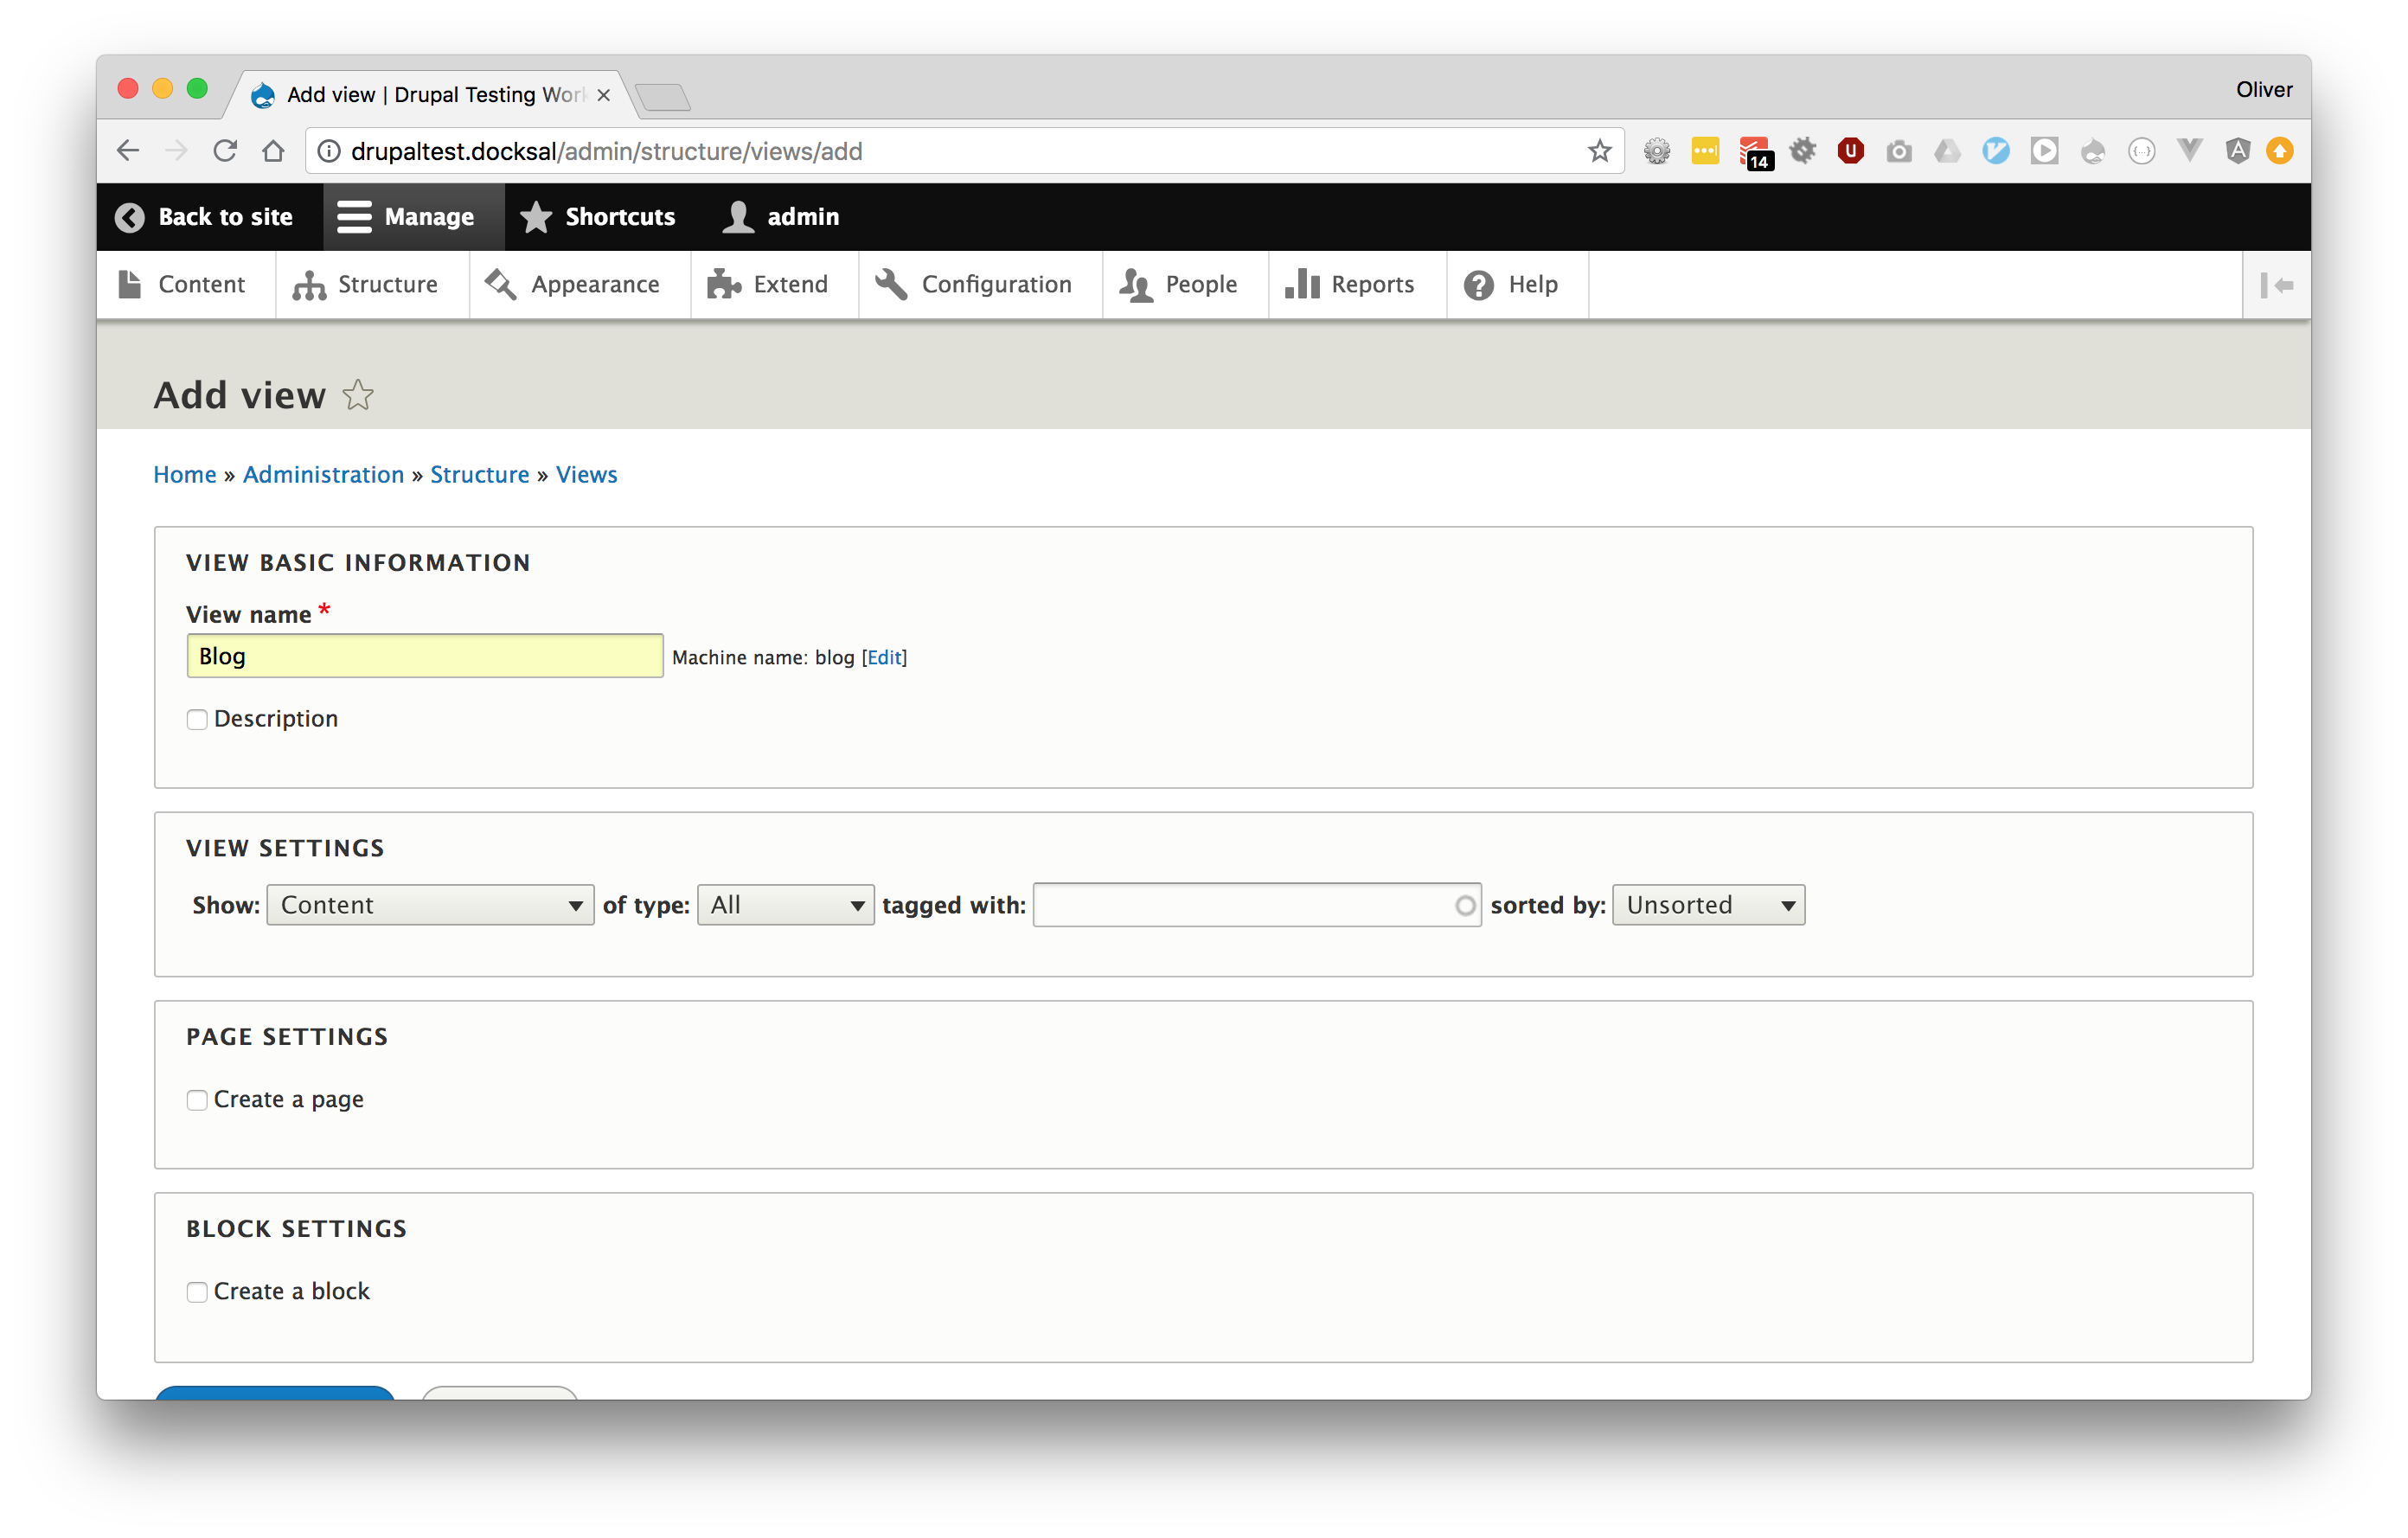 Add view | Drupal Testing Wor
Oliver
drupaltest.docksal/admin/structure/views/add
14
Back to site Manage Shortcuts admin
Content Structure Appearance Extend Configuration People Reports Help
Add view
Home » Administration » Structure » Views
VIEW BASIC INFORMATION
View name *
Blog Machine name: blog [Edit]
Description
VIEW SETTINGS
Show: Content of type: All tagged with: sorted by: Unsorted
PAGE SETTINGS
Create a page
BLOCK SETTINGS
Create a block